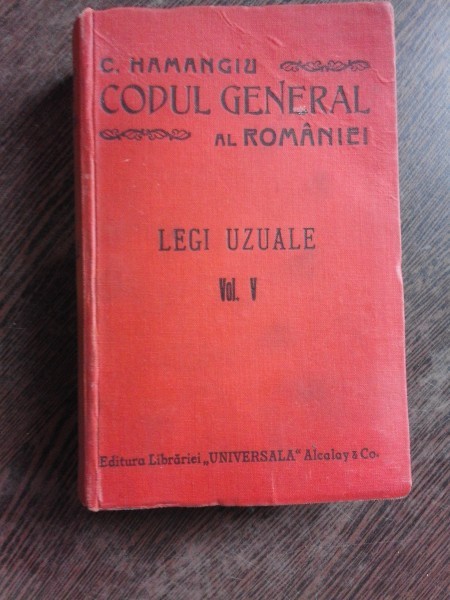 C. HAMANGIU
CODUL GENERAL
AL ROMÂNIEI
LEGI UZUALE
Vol. V
Editura Librăriei „UNIVERSALA" Alcalay & Co.